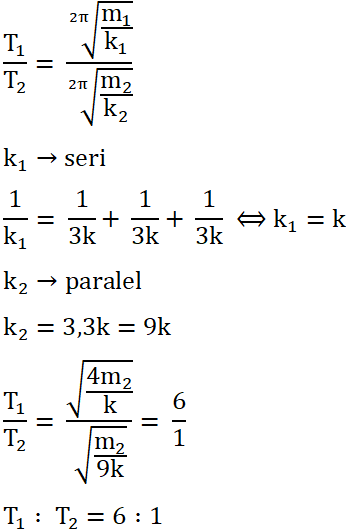 T₁/T₂ = ²π√(m₁/k₁) / ²π√(m₂/k₂)
k₁ → seri
1/k₁ = 1/3k + 1/3k + 1/3k ⇔ k₁ = k
k₂ → paralel
k₂ = 3,3k = 9k
T₁/T₂ = √(4m₂/k) / √(m₂/9k) = 6/1
T₁ : T₂ = 6 : 1